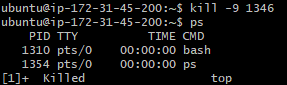 ubuntu@ip-172-31-45-200:~$ kill -9 1346
ubuntu@ip-172-31-45-200:~$ ps
    PID TTY          TIME CMD
   1310 pts/0    00:00:00 bash
   1354 pts/0    00:00:00 ps
[1]+  Killed                  top